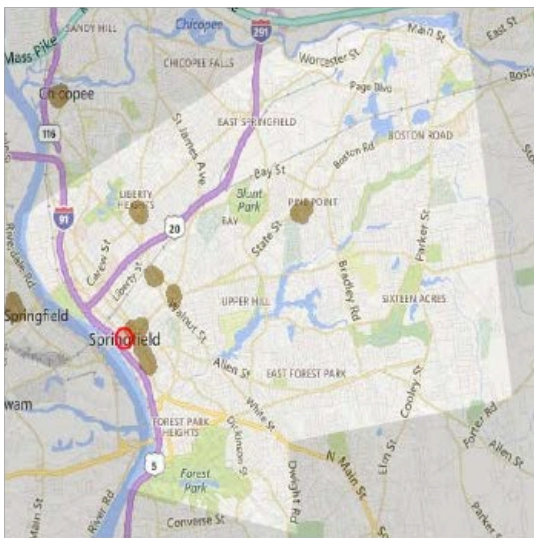 Chicopee
East St
SANDY HILL
291
Main St
Mass Pike
CHICOPEE FALLS
Worcester St
Chicopee
Page Blvd
116
St James Ave
EAST SPRINGFIELD
BOSTON ROAD
Boston Rd
Bay St
LIBERTY
HEIGHTS
Blunt
Park
PINE POINT
91
20
BAY
State St
Parker St
Riverdale Rd
Carew St
Liberty St
Bradley Rd
Walnut St
UPPER HILL
SIXTEEN ACRES
Springfield
Springfield
Allen St
EAST FOREST PARK
wam
White St
Cooley St
FOREST PARK
HEIGHTS
Dickinson St
Porter Rd
Allen St
N Main St
Elm St
5
Forest
Park
Dwight Rd
Main St
River Rd
Converse St
Parker S